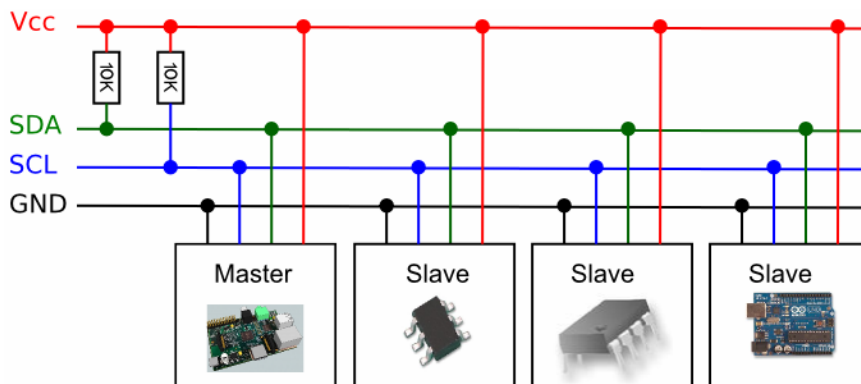 Vcc
10K
10K
SDA
SCL
GND
Master
Slave
Slave
Slave